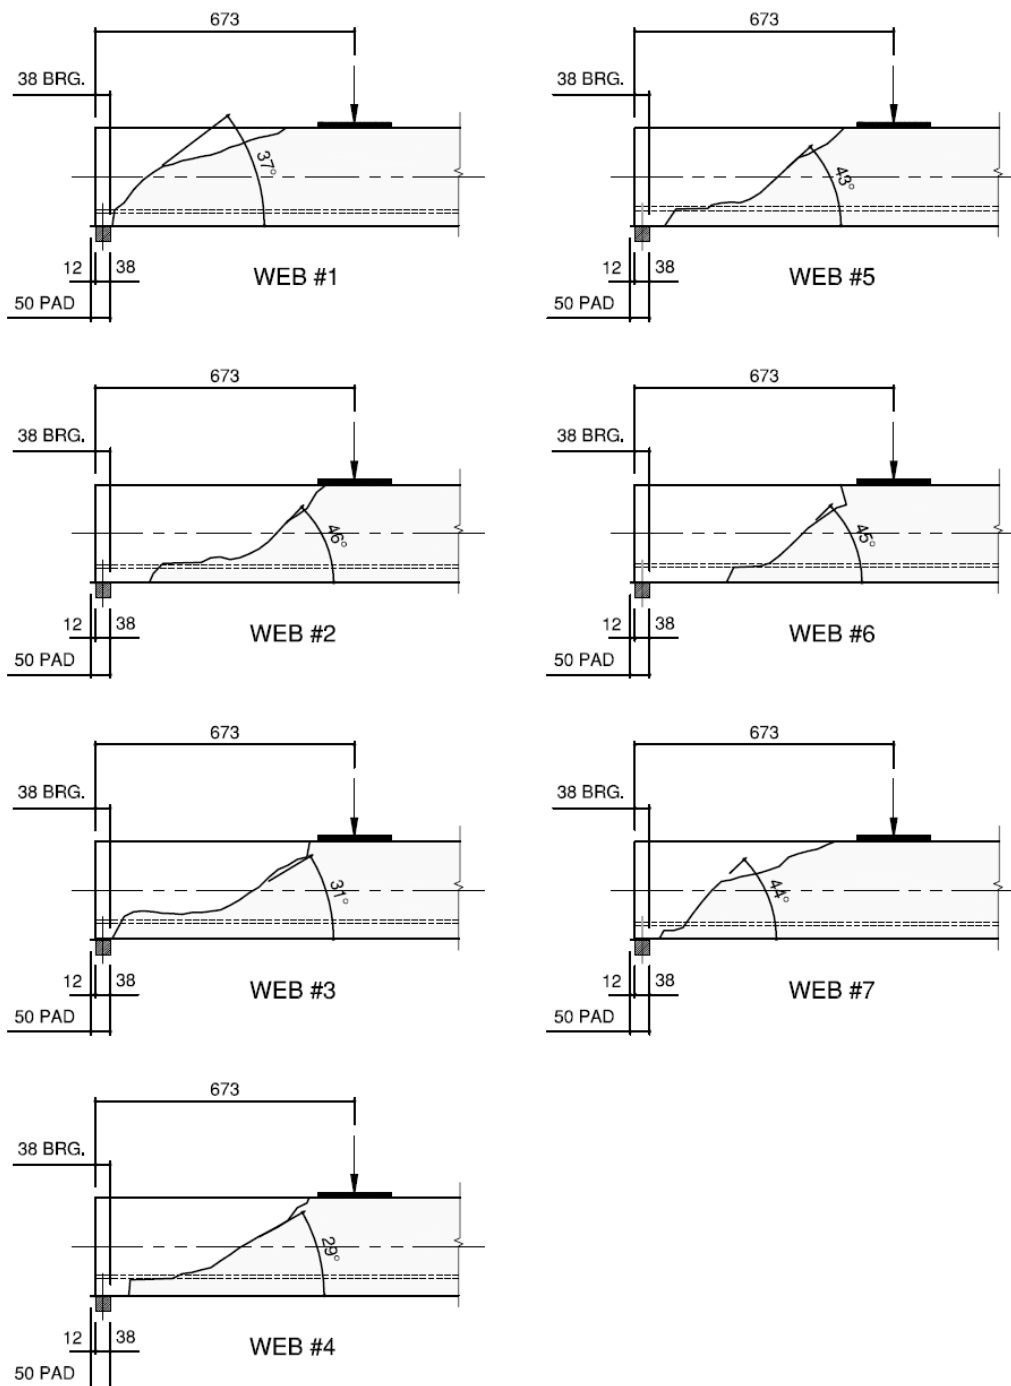 673
38 BRG.
37°
12 38
50 PAD
WEB #1
673
38 BRG.
43°
12 38
50 PAD
WEB #5
673
38 BRG.
46°
12 38
50 PAD
WEB #2
673
38 BRG.
45°
12 38
50 PAD
WEB #6
673
38 BRG.
31°
12 38
50 PAD
WEB #3
673
38 BRG.
44°
12 38
50 PAD
WEB #7
673
38 BRG.
29°
12 38
50 PAD
WEB #4